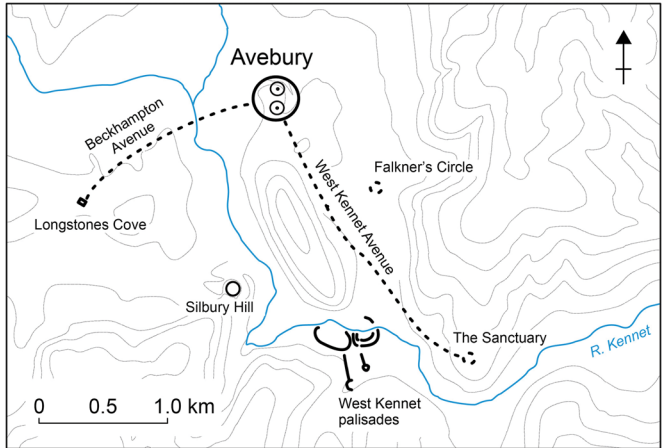 Avebury
Beckhampton
Avenue
Falkner's Circle
West Kennet Avenue
Longstones Cove
Silbury Hill
The Sanctuary
R. Kennet
West Kennet
palisades
0 0.5 1.0 km